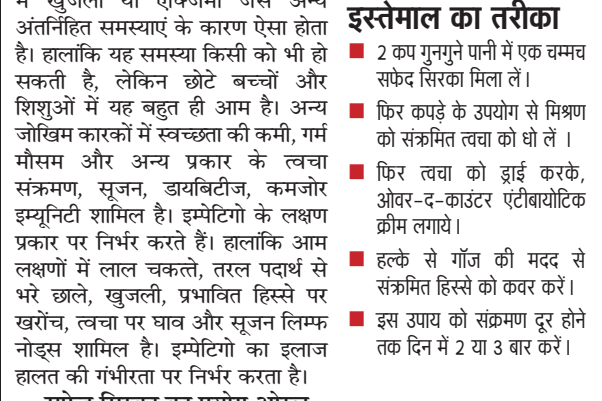 में खुजली या एक्जिमा जैसे अन्य
अंतर्निहित समस्याएं के कारण ऐसा होता
है। हालांकि यह समस्या किसी को भी हो
सकती है, लेकिन छोटे बच्चों और
शिशुओं में यह बहुत ही आम है। अन्य
जोखिम कारकों में स्वच्छता की कमी, गर्म
मौसम और अन्य प्रकार के त्वचा
संक्रमण, सूजन, डायबिटीज, कमजोर
इम्यूनिटी शामिल है। इम्पेटिगो के लक्षण
प्रकार पर निर्भर करते हैं। हालांकि आम
लक्षणों में लाल चकत्ते, तरल पदार्थ से
भरे छाले, खुजली, प्रभावित हिस्से पर
खरोंच, त्वचा पर घाव और सूजन लिम्फ
नोड्स शामिल है। इम्पेटिगो का इलाज
हालत की गंभीरता पर निर्भर करता है।
इस्तेमाल का तरीका
2 कप गुनगुने पानी में एक चम्मच
सफेद सिरका मिला लें।
फिर कपड़े के उपयोग से मिश्रण
को संक्रमित त्वचा को धो लें ।
फिर त्वचा को ड्राई करके,
ओवर-द-काउंटर एंटीबायोटिक
क्रीम लगाये।
हल्के से गॉज की मदद से
संक्रमित हिस्से को कवर करें।
इस उपाय को संक्रमण दूर होने
तक दिन में 2 या 3 बार करें।